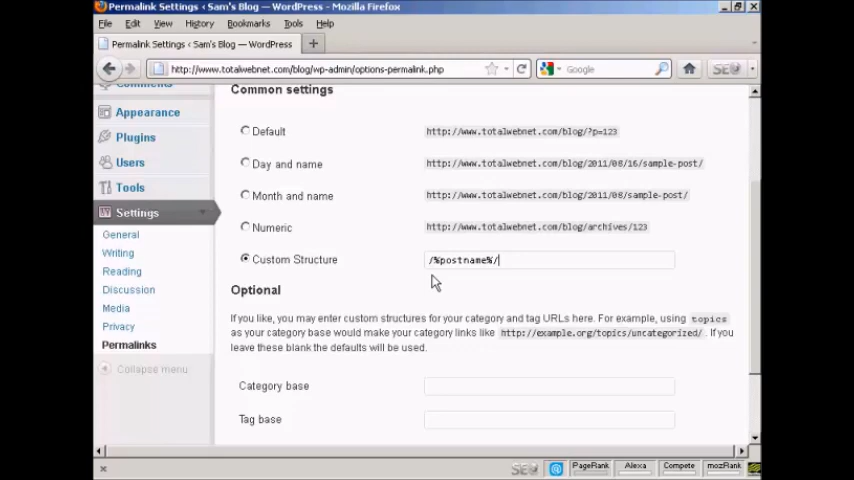 Permalink Settings ‹ Sam's Blog — WordPress - Mozilla Firefox
File Edit View History Bookmarks Tools Help
Permalink Settings ‹ Sam's Blog — WordPress
http://www.totalwebnet.com/blog/wp-admin/options-permalink.php
Google
SEO
Comments
Appearance
Plugins
Users
Tools
Settings
General
Writing
Reading
Discussion
Media
Privacy
Permalinks
Collapse menu
Common settings
Default http://www.totalwebnet.com/blog/?p=123
Day and name http://www.totalwebnet.com/blog/2011/08/16/sample-post/
Month and name http://www.totalwebnet.com/blog/2011/08/sample-post/
Numeric http://www.totalwebnet.com/blog/archives/123
Custom Structure /%postname%/
Optional
If you like, you may enter custom structures for your category and tag URLs here. For example, using topics
as your category base would make your category links like http://example.org/topics/uncategorized/ . If you
leave these blank the defaults will be used.
Category base
Tag base
SEO PageRank Alexa Compete mozRank